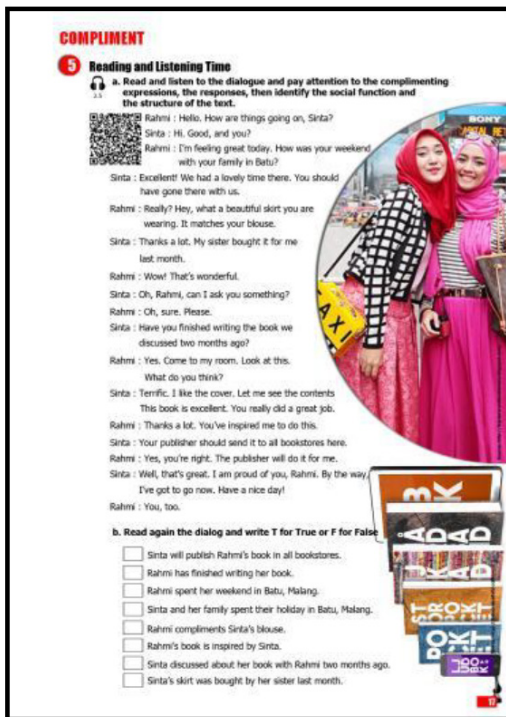 COMPLIMENT
5 Reading and Listening Time
a. Read and listen to the dialogue and pay attention to the complimenting
expressions, the responses, then identify the social function and
the structure of the text.
Rahmi : Hello. How are things going on, Sinta?
Sinta : Hi. Good, and you?
Rahmi : I'm feeling great today. How was your weekend
with your family in Batu?
Sinta : Excellent! We had a lovely time there. You should
have gone there with us.
Rahmi : Really? Hey, what a beautiful skirt you are
wearing. It matches your blouse.
Sinta : Thanks a lot. My sister bought it for me
last month.
Rahmi : Wow! That's wonderful.
Sinta : Oh, Rahmi, can I ask you something?
Rahmi : Oh, sure. Please.
Sinta : Have you finished writing the book we
discussed two months ago?
Rahmi : Yes. Come to my room. Look at this.
What do you think?
Sinta : Terrific. I like the cover. Let me see the contents
This book is excellent. You really did a great job.
Rahmi : Thanks a lot. You've inspired me to do this.
Sinta : Your publisher should send it to all bookstores here.
Rahmi : Yes, you're right. The publisher will do it for me.
Sinta : Well, that's great. I am proud of you, Rahmi. By the way,
I've got to go now. Have a nice day!
Rahmi : You, too.
b. Read again the dialog and write T for True or F for False
Sinta will publish Rahmi's book in all bookstores.
Rahmi has finished writing her book.
Rahmi spent her weekend in Batu, Malang.
Sinta and her family spent their holiday in Batu, Malang.
Rahmi compliments Sinta's blouse.
Rahmi's book is inspired by Sinta.
Sinta discussed about her book with Rahmi two months ago.
Sinta's skirt was bought by her sister last month.
SONY
TAXI
17